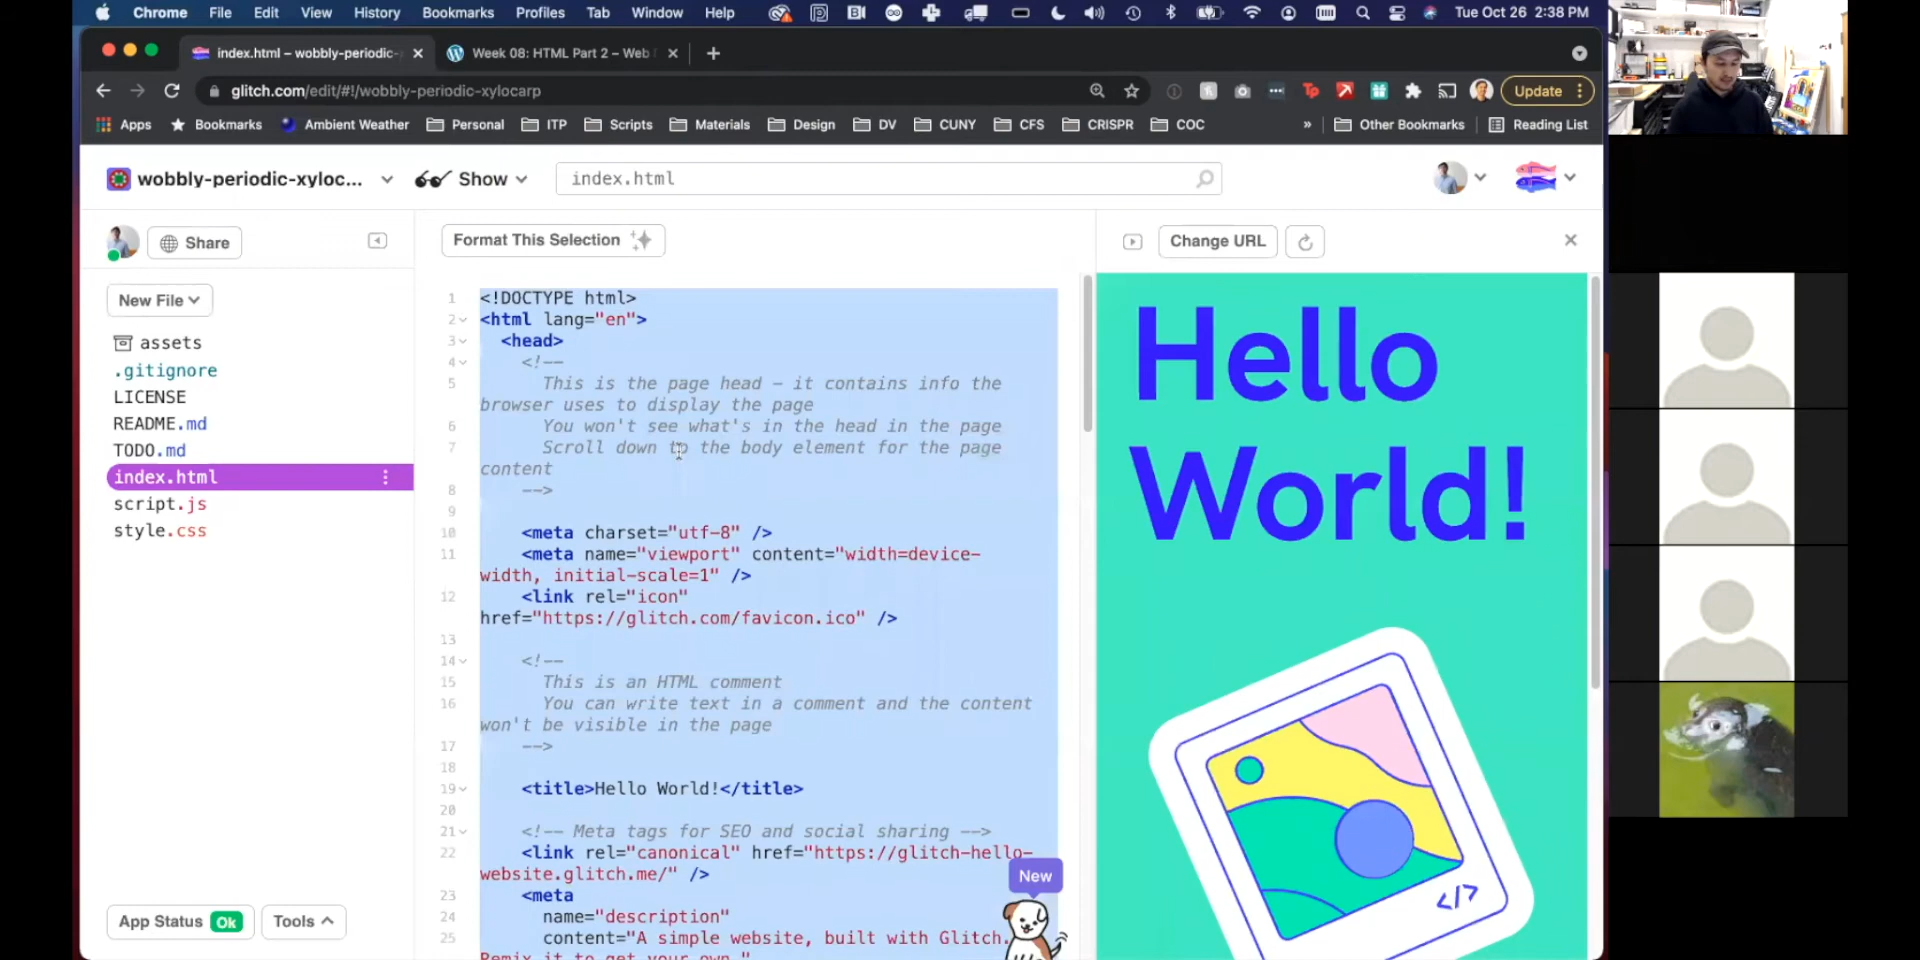 Chrome File Edit View History Bookmarks Profiles Tab Window Help Tue Oct 26 2:38 PM
index.html – wobbly-periodic- Week 08: HTML Part 2 – Web
glitch.com/edit/#!/wobbly-periodic-xylocarp Update
Apps Bookmarks Ambient Weather Personal ITP Scripts Materials Design DV CUNY CFS CRISPR COC » Other Bookmarks Reading List
wobbly-periodic-xyloc... Show index.html
Share Format This Selection Change URL
New File
assets
.gitignore
LICENSE
README.md
TODO.md
index.html
script.js
style.css
App Status Ok Tools
1 <!DOCTYPE html>
2 <html lang="en">
3 <head>
4 <!--
5 This is the page head – it contains info the
browser uses to display the page
6 You won't see what's in the head in the page
7 Scroll down to the body element for the page
content
8 -->
9
10 <meta charset="utf-8" />
11 <meta name="viewport" content="width=device-
width, initial-scale=1" />
12 <link rel="icon"
href="https://glitch.com/favicon.ico" />
13
14 <!--
15 This is an HTML comment
16 You can write text in a comment and the content
won't be visible in the page
17 -->
18
19 <title>Hello World!</title>
20
21 <!-- Meta tags for SEO and social sharing -->
22 <link rel="canonical" href="https://glitch-hello-
website.glitch.me/" />
23 <meta
24 name="description"
25 content="A simple website, built with Glitch.
Remix it to get your own."
New
Hello
World!
</>